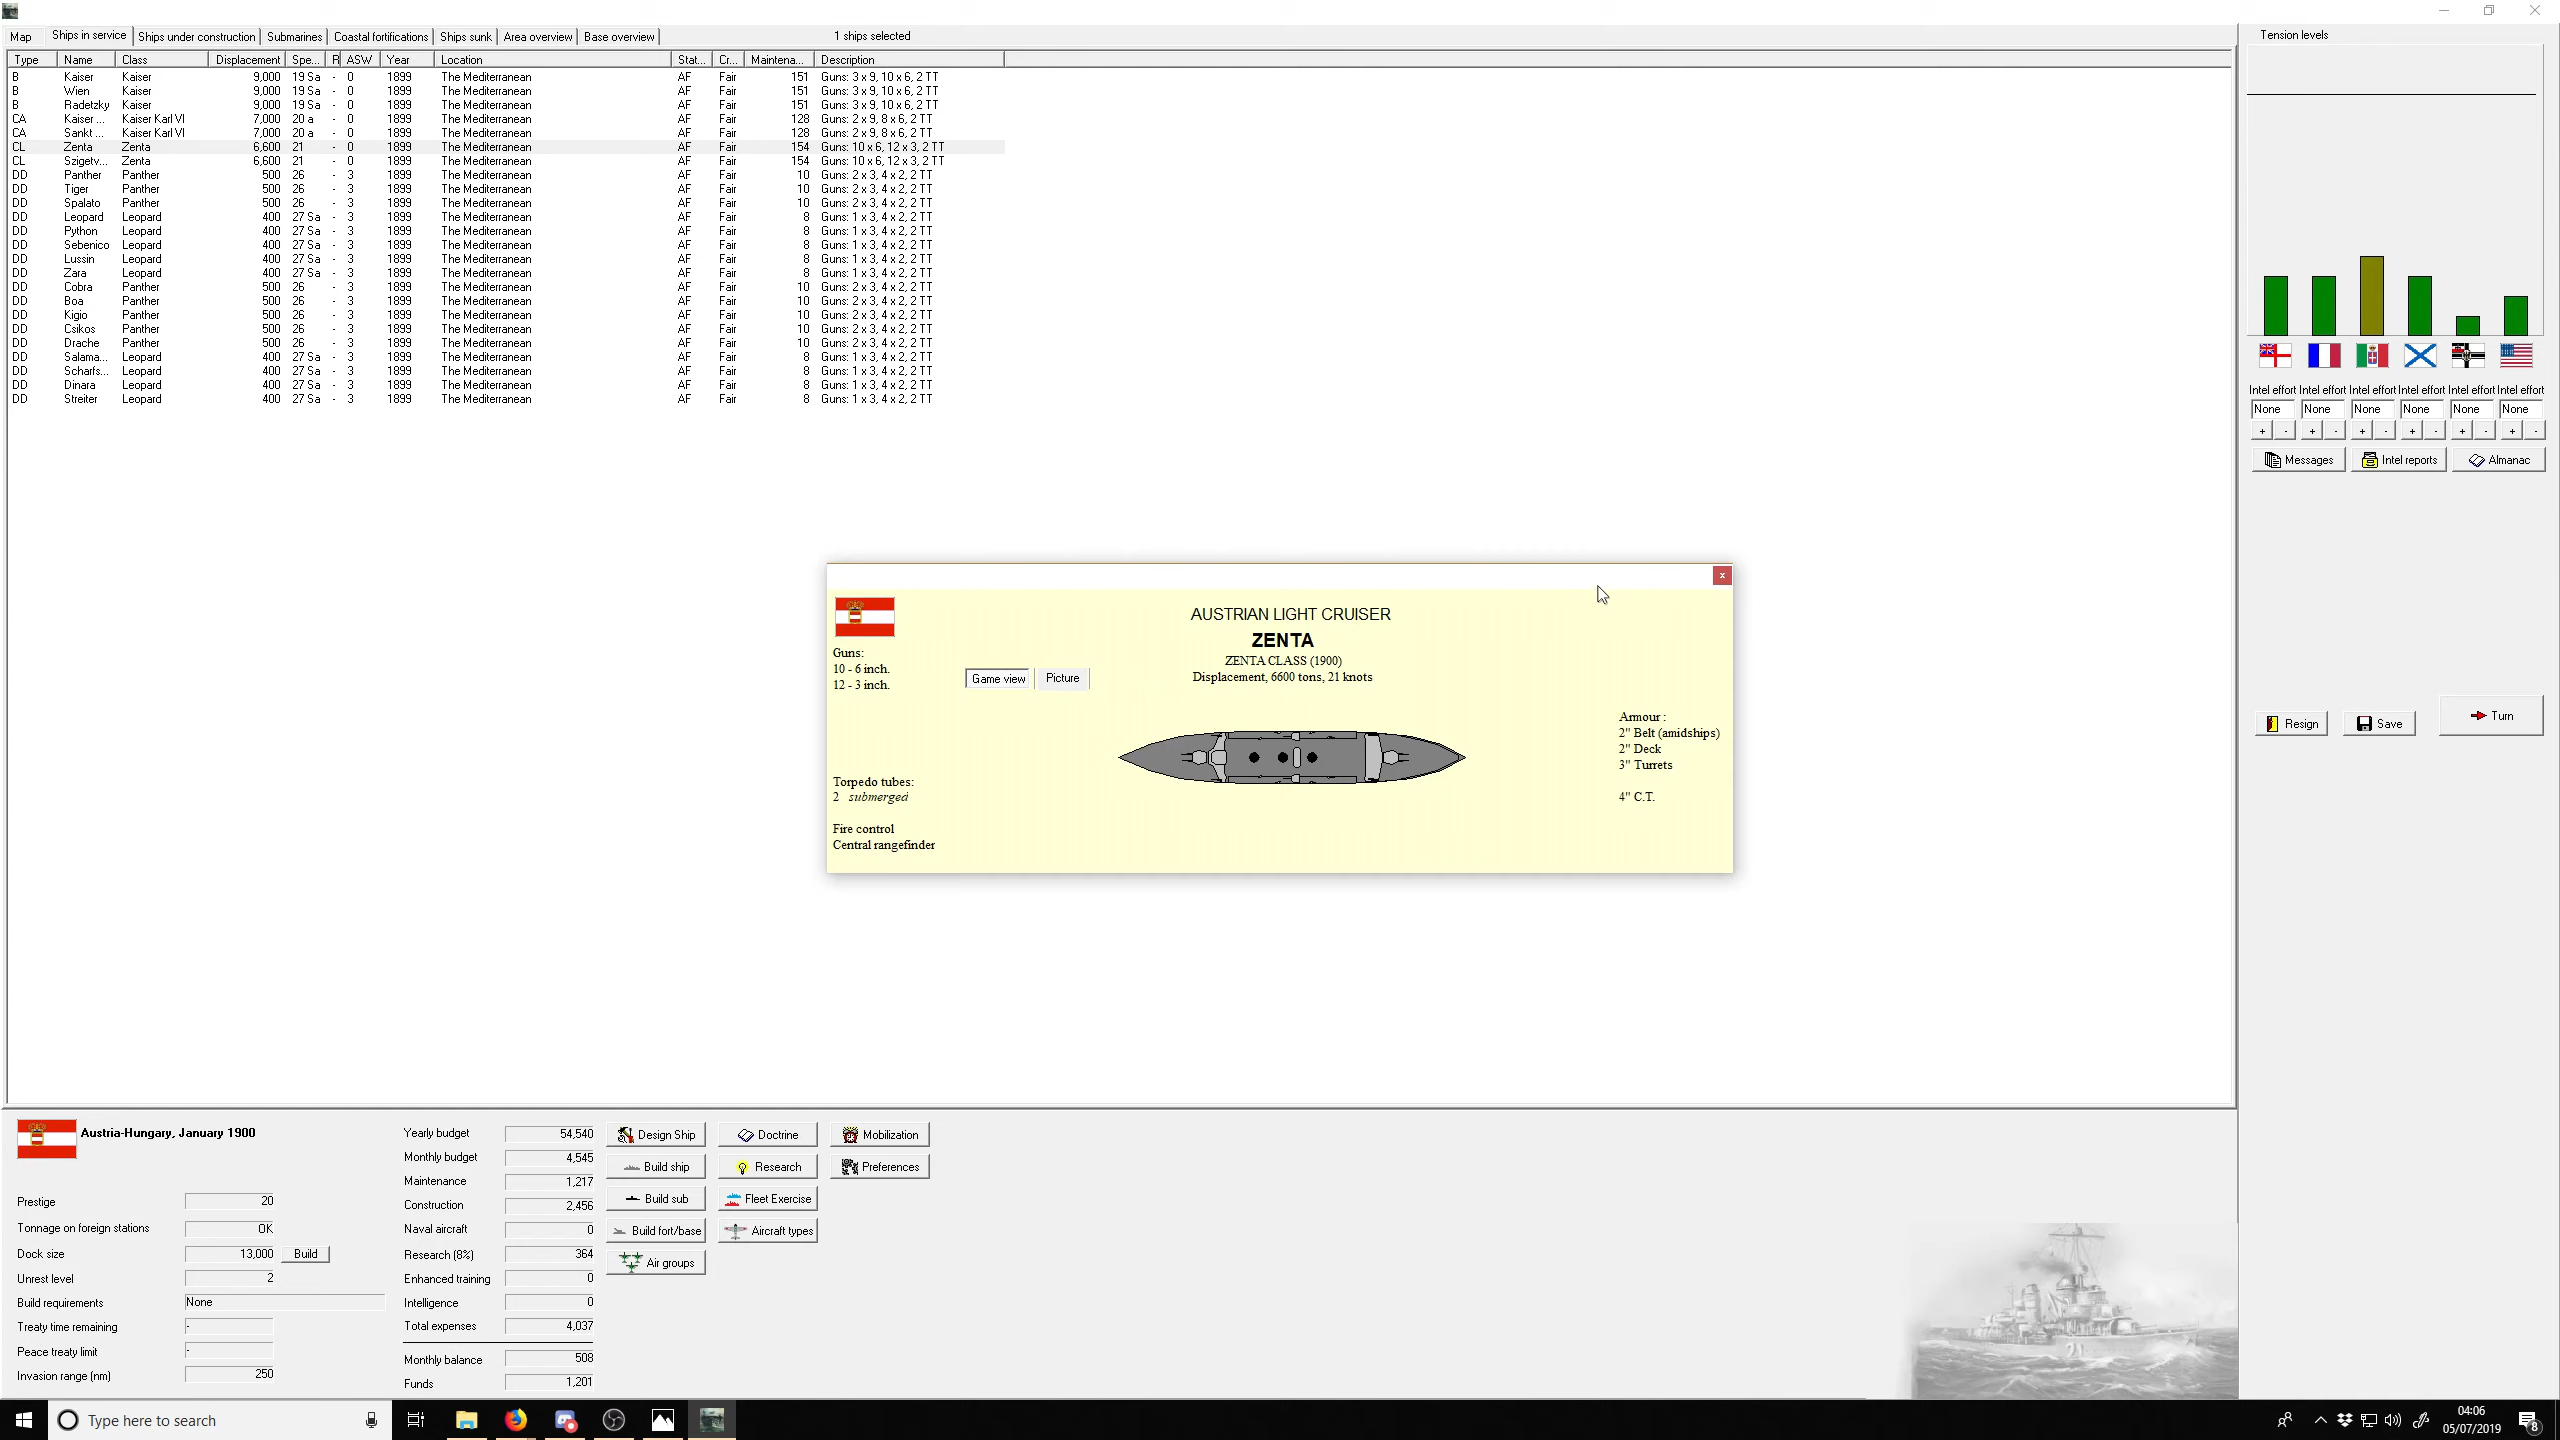 Map Ships in service Ships under construction Submarines Coastal fortifications Ships sunk Area overview Base overview 1 ships selected
Type Name Class Displacement Spe... R ASW Year Location Stat... Cr... Maintena... Description
B Kaiser Kaiser 9,000 19 Sa - 0 1899 The Mediterranean AF Fair 151 Guns: 3 x 9, 10 x 6, 2 TT
B Wien Kaiser 9,000 19 Sa - 0 1899 The Mediterranean AF Fair 151 Guns: 3 x 9, 10 x 6, 2 TT
B Radetzky Kaiser 9,000 19 Sa - 0 1899 The Mediterranean AF Fair 151 Guns: 3 x 9, 10 x 6, 2 TT
CA Kaiser ... Kaiser Karl VI 7,000 20 a - 0 1899 The Mediterranean AF Fair 128 Guns: 2 x 9, 8 x 6, 2 TT
CA Sankt ... Kaiser Karl VI 7,000 20 a - 0 1899 The Mediterranean AF Fair 128 Guns: 2 x 9, 8 x 6, 2 TT
CL Zenta Zenta 6,600 21 - 0 1899 The Mediterranean AF Fair 154 Guns: 10 x 6, 12 x 3, 2 TT
CL Szigetv... Zenta 6,600 21 - 0 1899 The Mediterranean AF Fair 154 Guns: 10 x 6, 12 x 3, 2 TT
DD Panther Panther 500 26 - 3 1899 The Mediterranean AF Fair 10 Guns: 2 x 3, 4 x 2, 2 TT
DD Tiger Panther 500 26 - 3 1899 The Mediterranean AF Fair 10 Guns: 2 x 3, 4 x 2, 2 TT
DD Spalato Panther 500 26 - 3 1899 The Mediterranean AF Fair 10 Guns: 2 x 3, 4 x 2, 2 TT
DD Leopard Leopard 400 27 Sa - 3 1899 The Mediterranean AF Fair 8 Guns: 1 x 3, 4 x 2, 2 TT
DD Python Leopard 400 27 Sa - 3 1899 The Mediterranean AF Fair 8 Guns: 1 x 3, 4 x 2, 2 TT
DD Sebenico Leopard 400 27 Sa - 3 1899 The Mediterranean AF Fair 8 Guns: 1 x 3, 4 x 2, 2 TT
DD Lussin Leopard 400 27 Sa - 3 1899 The Mediterranean AF Fair 8 Guns: 1 x 3, 4 x 2, 2 TT
DD Zara Leopard 400 27 Sa - 3 1899 The Mediterranean AF Fair 8 Guns: 1 x 3, 4 x 2, 2 TT
DD Cobra Panther 500 26 - 3 1899 The Mediterranean AF Fair 10 Guns: 2 x 3, 4 x 2, 2 TT
DD Boa Panther 500 26 - 3 1899 The Mediterranean AF Fair 10 Guns: 2 x 3, 4 x 2, 2 TT
DD Kigio Panther 500 26 - 3 1899 The Mediterranean AF Fair 10 Guns: 2 x 3, 4 x 2, 2 TT
DD Csikos Panther 500 26 - 3 1899 The Mediterranean AF Fair 10 Guns: 2 x 3, 4 x 2, 2 TT
DD Drache Panther 500 26 - 3 1899 The Mediterranean AF Fair 10 Guns: 2 x 3, 4 x 2, 2 TT
DD Salama... Leopard 400 27 Sa - 3 1899 The Mediterranean AF Fair 8 Guns: 1 x 3, 4 x 2, 2 TT
DD Scharfs... Leopard 400 27 Sa - 3 1899 The Mediterranean AF Fair 8 Guns: 1 x 3, 4 x 2, 2 TT
DD Dinara Leopard 400 27 Sa - 3 1899 The Mediterranean AF Fair 8 Guns: 1 x 3, 4 x 2, 2 TT
DD Streiter Leopard 400 27 Sa - 3 1899 The Mediterranean AF Fair 8 Guns: 1 x 3, 4 x 2, 2 TT
Tension levels
Intel effort Intel effort Intel effort Intel effort Intel effort Intel effort
None None None None None None
+ - + - + - + - + - + -
Messages Intel reports Almanac
Resign Save Turn
x
AUSTRIAN LIGHT CRUISER
ZENTA
ZENTA CLASS (1900)
Displacement, 6600 tons, 21 knots
Guns:
10 - 6 inch.
12 - 3 inch.
Game view Picture
Armour :
2" Belt (amidships)
2" Deck
3" Turrets
4" C.T.
Torpedo tubes:
2 submerged
Fire control
Central rangefinder
Austria-Hungary, January 1900
Prestige 20
Tonnage on foreign stations OK
Dock size 13,000 Build
Unrest level 2
Build requirements None
Treaty time remaining -
Peace treaty limit -
Invasion range (nm) 250
Yearly budget 54,540
Monthly budget 4,545
Maintenance 1,217
Construction 2,456
Naval aircraft 0
Research (8%) 364
Enhanced training 0
Intelligence 0
Total expenses 4,037
Monthly balance 508
Funds 1,201
Design Ship Doctrine Mobilization
Build ship Research Preferences
Build sub Fleet Exercise
Build fort/base Aircraft types
Air groups
Type here to search
04:06
05/07/2019
8